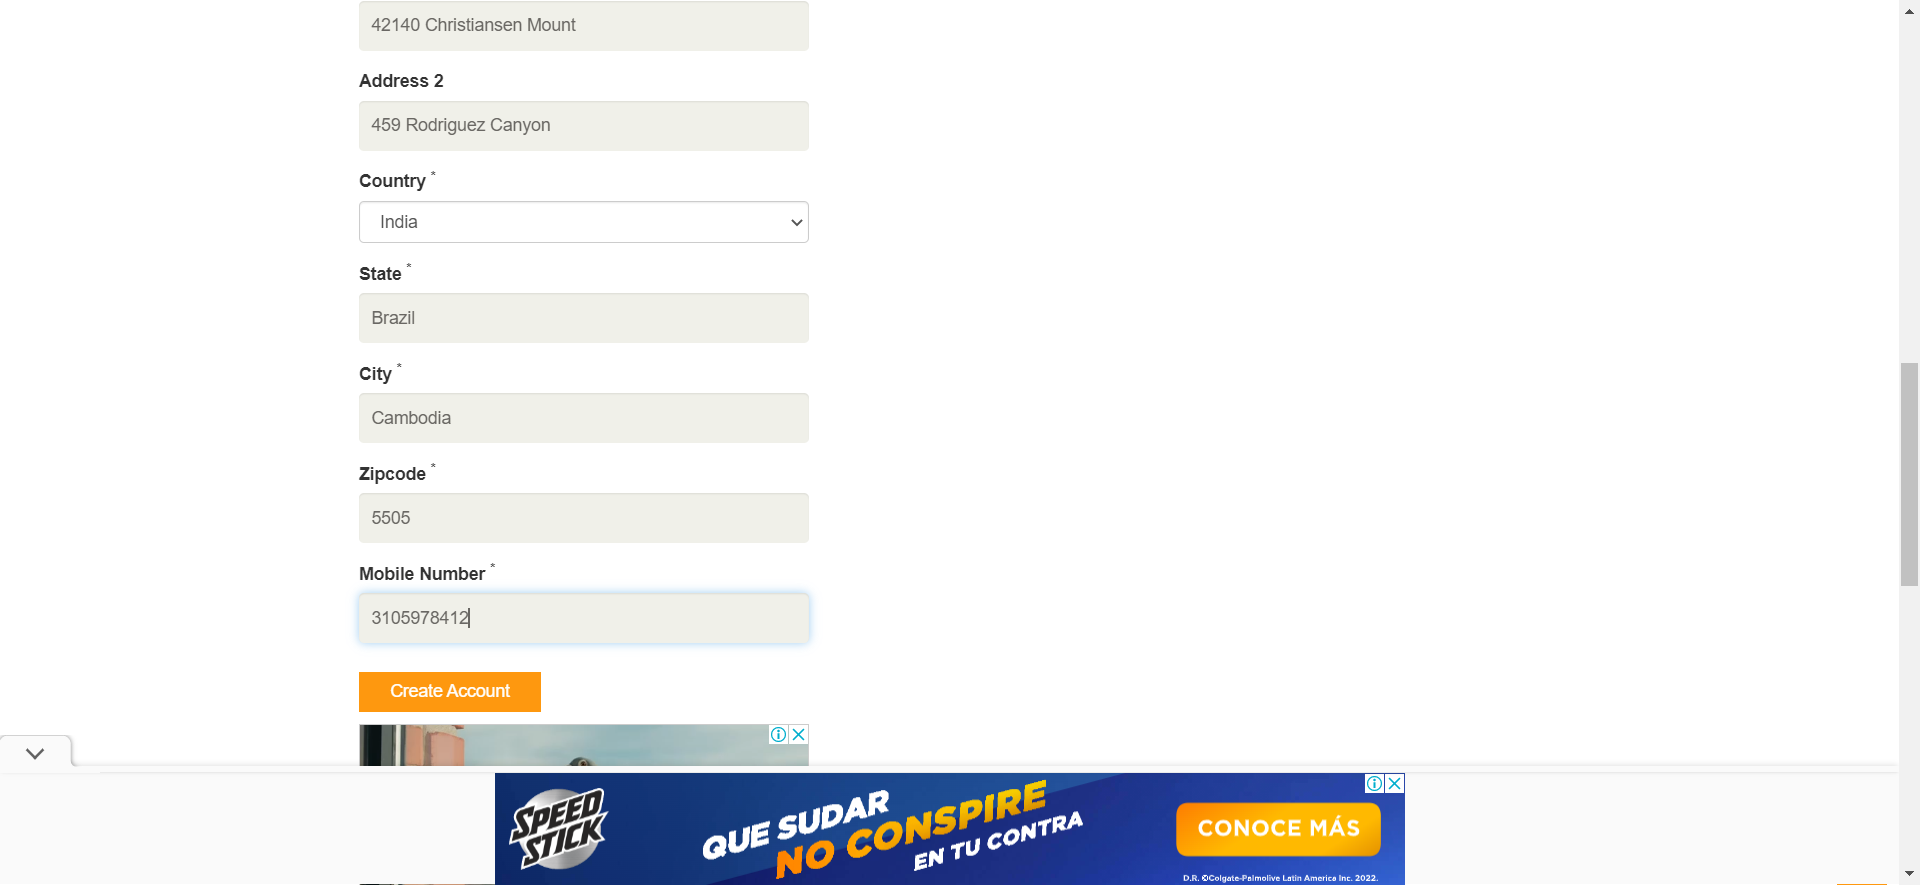 42140 Christiansen Mount
Address 2
459 Rodriguez Canyon
Country *
India
State *
Brazil
City *
Cambodia
Zipcode *
5505
Mobile Number *
3105978412
Create Account
SPEED STICK
QUE SUDAR
NO CONSPIRE
EN TU CONTRA
CONOCE MÁS
D.R. ©Colgate-Palmolive Latin America Inc. 2022.